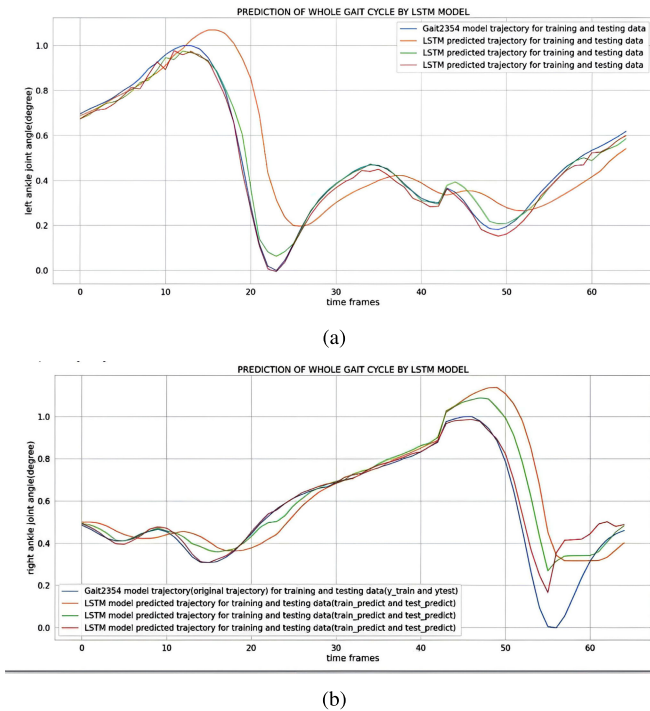 PREDICTION OF WHOLE GAIT CYCLE BY LSTM MODEL
Gait2354 model trajectory for training and testing data
LSTM predicted trajectory for training and testing data
LSTM predicted trajectory for training and testing data
LSTM predicted trajectory for training and testing data
left ankle joint angle(degree)
1.0
0.8
0.6
0.4
0.2
0.0
0 10 20 30 40 50 60
time frames
(a)
PREDICTION OF WHOLE GAIT CYCLE BY LSTM MODEL
right ankle joint angle(degree)
1.0
0.8
0.6
0.4
0.2
0.0
Gait2354 model trajectory(original trajectory) for training and testing data(y_train and ytest)
LSTM model predicted trajectory for training and testing data(train_predict and test_predict)
LSTM model predicted trajectory for training and testing data(train_predict and test_predict)
LSTM model predicted trajectory for training and testing data(train_predict and test_predict)
0 10 20 30 40 50 60
time frames
(b)